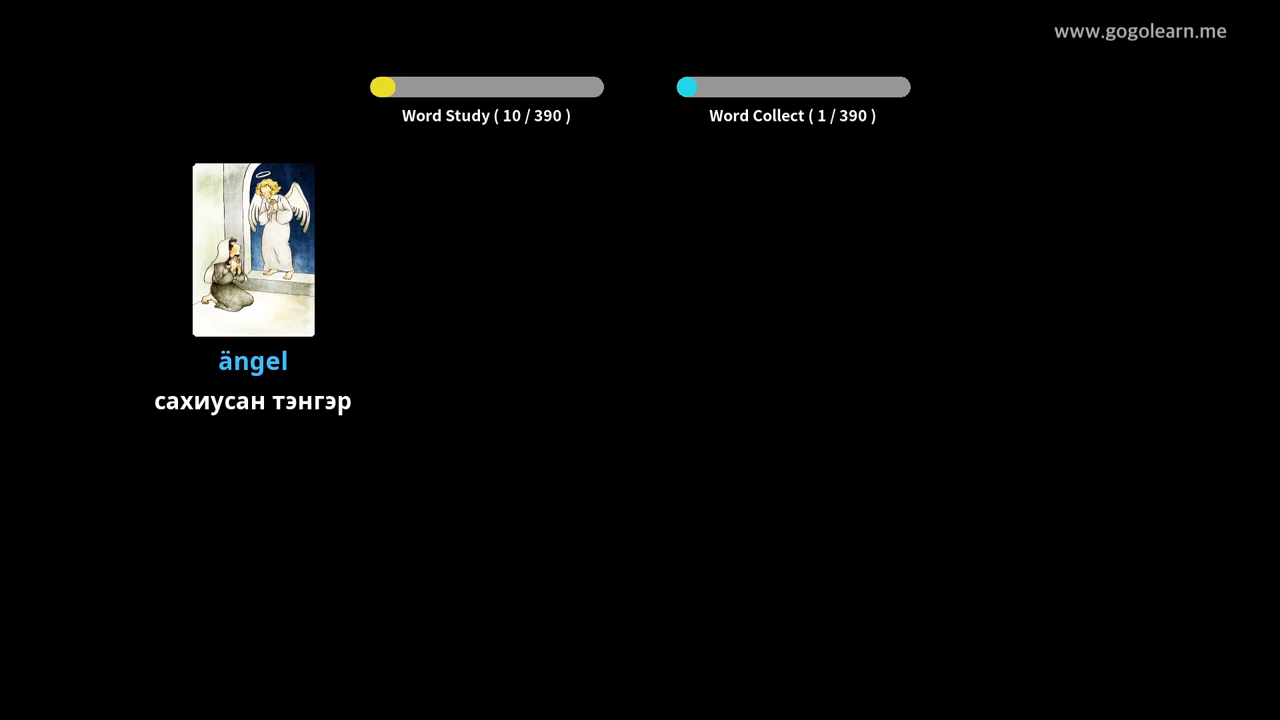 www.gogolearn.me
Word Study ( 10 / 390 )
Word Collect ( 1 / 390 )
ängel
сахиусан тэнгэр